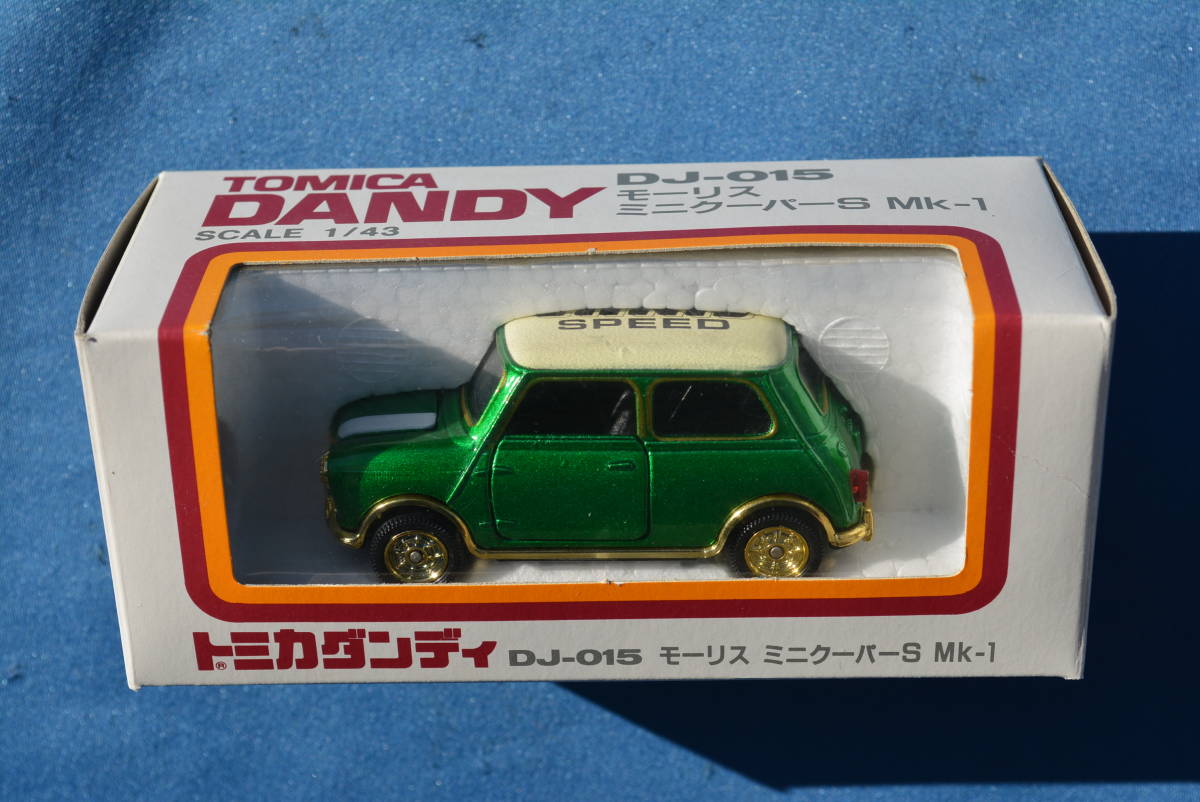 TOMICA
DANDY
SCALE 1/43
DJ-015
モーリス
ミニクーパーS Mk-1
SPEED
トミカダンディ
® DJ-015 モーリス ミニクーパーS Mk-1